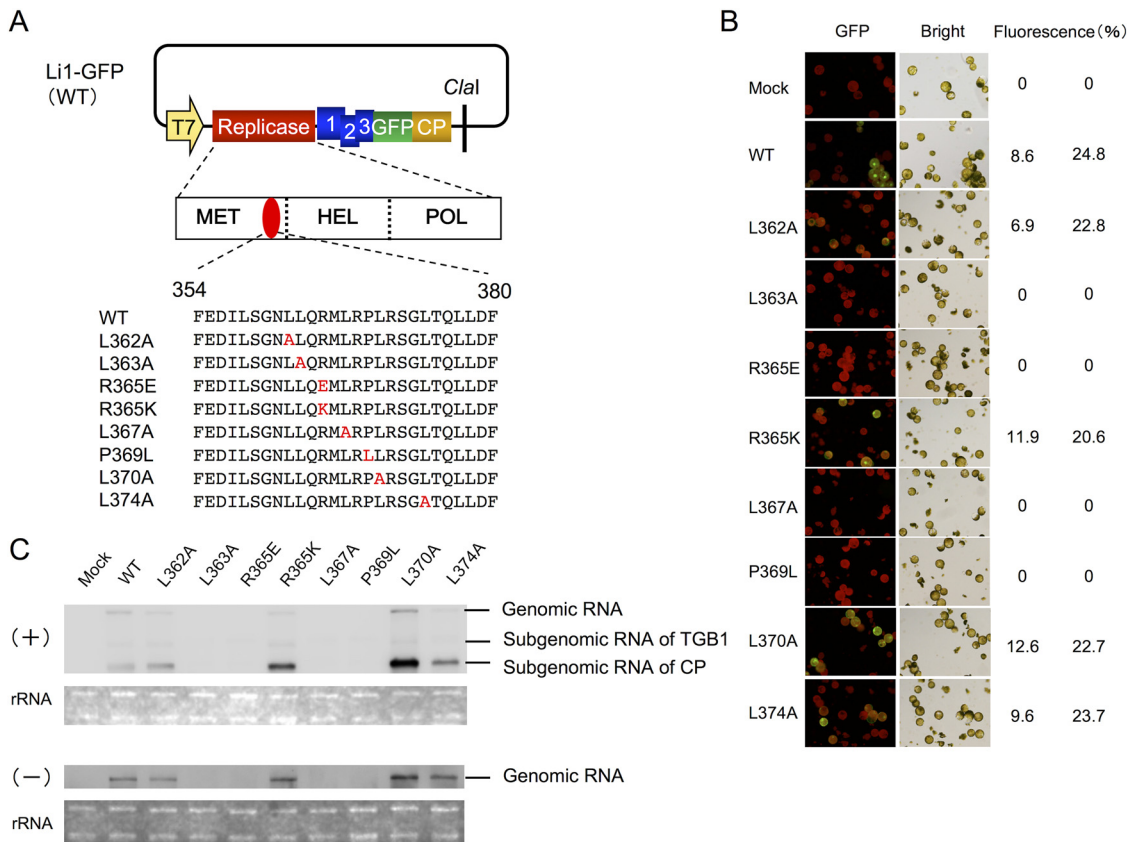 A
Li1-GFP
(WT)
ClaI
T7
Replicase
1
2
3
GFP
CP
MET
HEL
POL
354
380
WT FEDILSGNLLQRMLRPLRSGLTQLLDF
L362A FEDILSGNALQRMLRPLRSGLTQLLDF
L363A FEDILSGNLAQRMLRPLRSGLTQLLDF
R365E FEDILSGNLLQEMLRPLRSGLTQLLDF
R365K FEDILSGNLLQKMLRPLRSGLTQLLDF
L367A FEDILSGNLLQRMARPLRSGLTQLLDF
P369L FEDILSGNLLQRMLRLLRSGLTQLLDF
L370A FEDILSGNLLQRMLRPARSGLTQLLDF
L374A FEDILSGNLLQRMLRPLRSGATQLLDF
B
GFP Bright Fluorescence(%)
Mock 0 0
WT 8.6 24.8
L362A 6.9 22.8
L363A 0 0
R365E 0 0
R365K 11.9 20.6
L367A 0 0
P369L 0 0
L370A 12.6 22.7
L374A 9.6 23.7
C
Mock WT L362A L363A R365E R365K L367A P369L L370A L374A
(+)
Genomic RNA
Subgenomic RNA of TGB1
Subgenomic RNA of CP
rRNA
(−)
Genomic RNA
rRNA